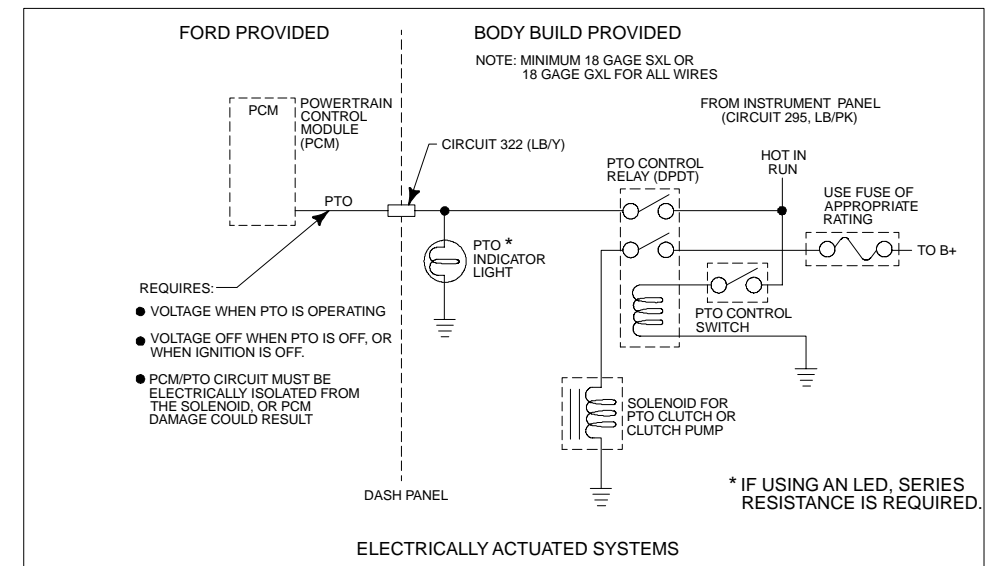 FORD PROVIDED
BODY BUILD PROVIDED
NOTE: MINIMUM 18 GAGE SXL OR
18 GAGE GXL FOR ALL WIRES
PCM
POWERTRAIN
CONTROL
MODULE
(PCM)
FROM INSTRUMENT PANEL
(CIRCUIT 295, LB/PK)
CIRCUIT 322 (LB/Y)
PTO CONTROL
RELAY (DPDT)
HOT IN
RUN
USE FUSE OF
APPROPRIATE
RATING
PTO
TO B+
PTO *
INDICATOR
LIGHT
PTO CONTROL
SWITCH
REQUIRES:
● VOLTAGE WHEN PTO IS OPERATING
● VOLTAGE OFF WHEN PTO IS OFF, OR
WHEN IGNITION IS OFF.
● PCM/PTO CIRCUIT MUST BE
ELECTRICALLY ISOLATED FROM
THE SOLENOID, OR PCM
DAMAGE COULD RESULT
SOLENOID FOR
PTO CLUTCH OR
CLUTCH PUMP
DASH PANEL
* IF USING AN LED, SERIES
RESISTANCE IS REQUIRED.
ELECTRICALLY ACTUATED SYSTEMS